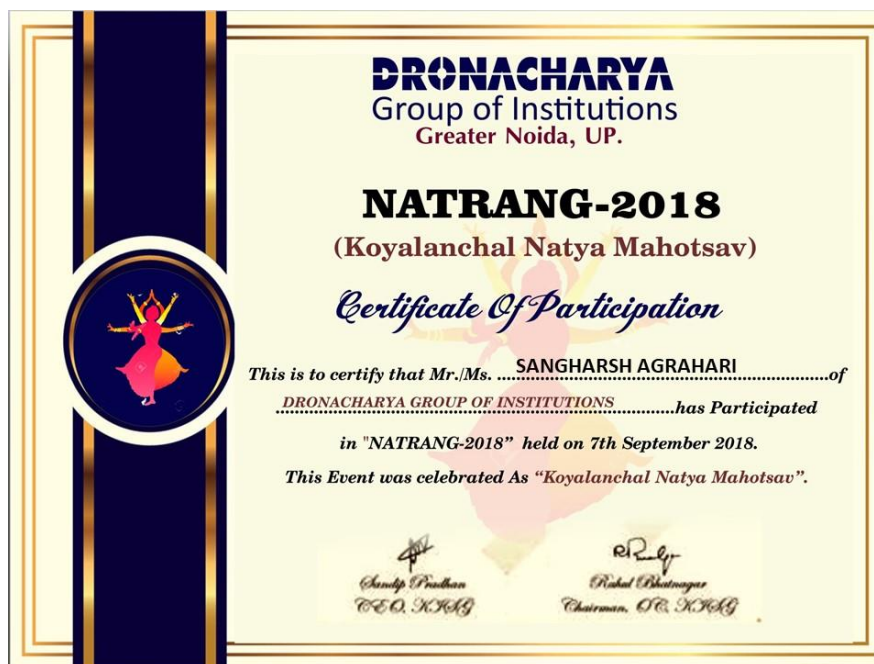 DRONACHARYA
Group of Institutions
Greater Noida, UP.
NATRANG-2018
(Koyalanchal Natya Mahotsav)
Certificate Of Participation
This is to certify that Mr./Ms. SANGHARSH AGRAHARI of
DRONACHARYA GROUP OF INSTITUTIONS has Participated
in "NATRANG-2018” held on 7th September 2018.
This Event was celebrated As “Koyalanchal Natya Mahotsav”.
Sandip Pradhan Rahul Bhatnagar
CEO, KISG Chairman, OC, KISG